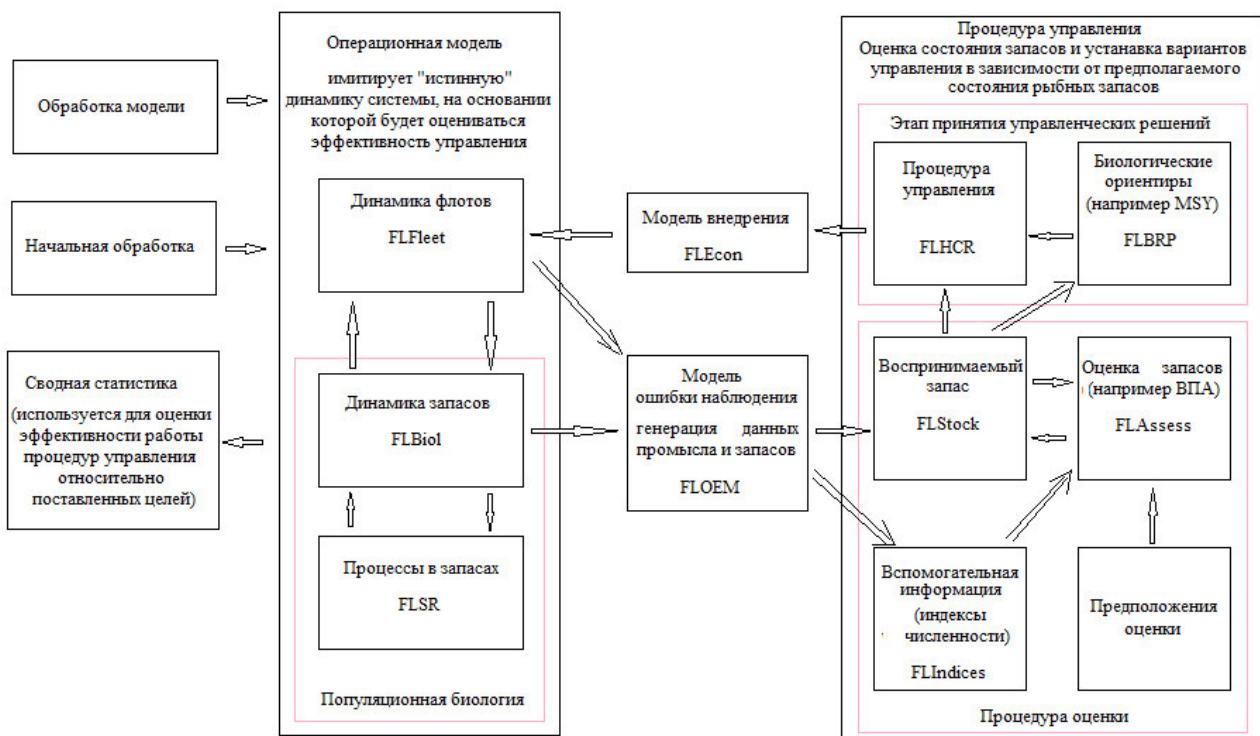 Обработка модели
Начальная обработка
Сводная статистика
(используется для оценки
эффективности работы
процедур управления
относительно
поставленных целей)
Операционная модель
имитирует "истинную"
динамику системы, на основании
которой будет оцениваться
эффективность управления
Динамика флотов
FLFleet
Динамика запасов
FLBiol
Процессы в запасах
FLSR
Популяционная биология
Модель внедрения
FLEcon
Модель
ошибки наблюдения
генерация данных
промысла и запасов
FLOEM
Процедура управления
Оценка состояния запасов и устанавка вариантов
управления в зависимости от предполагаемого
состояния рыбных запасов
Этап принятия управленческих решений
Процедура
управления
FLHCR
Биологические
ориентиры
(например MSY)
FLBRP
Воспринимаемый
запас
FLStock
Оценка запасов
(например ВПА)
FLAssess
Вспомогательная
информация
(индексы
численности)
FLIndices
Предположения
оценки
Процедура оценки